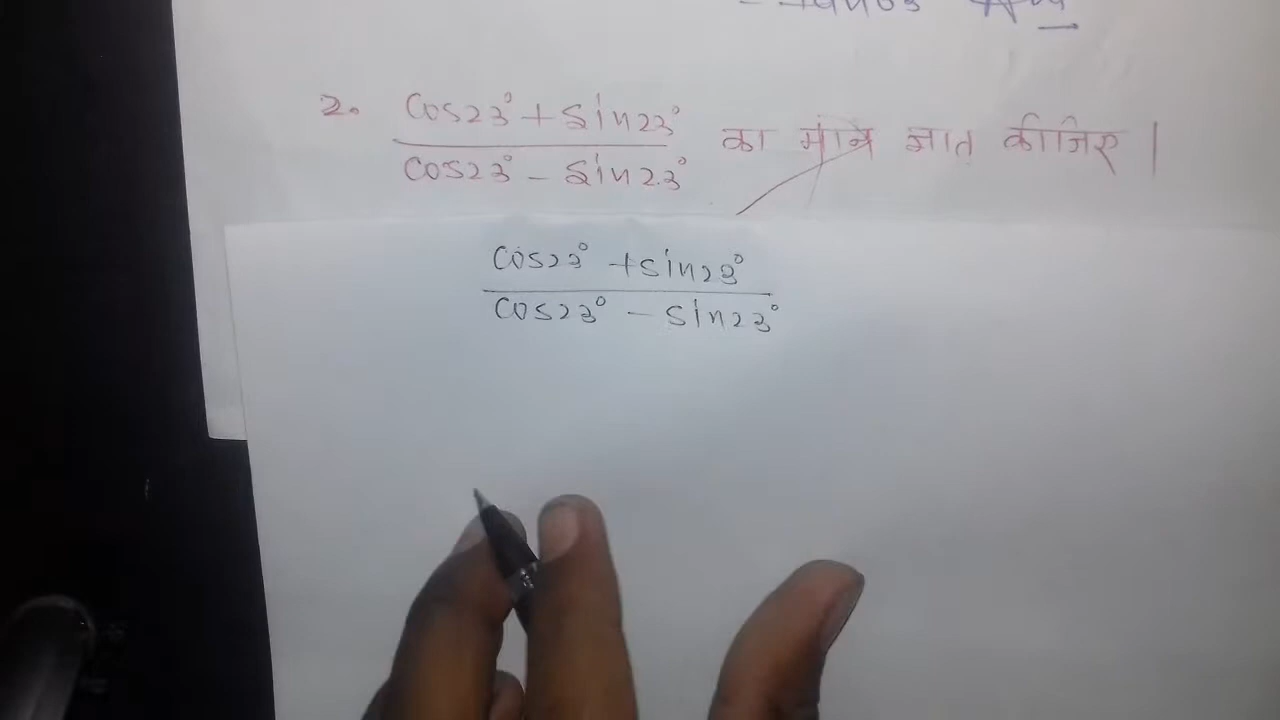 2. cos23° + sin23° का मान ज्ञात कीजिए |
cos23° - sin23°
cos23° + sin23°
cos23° - sin23°